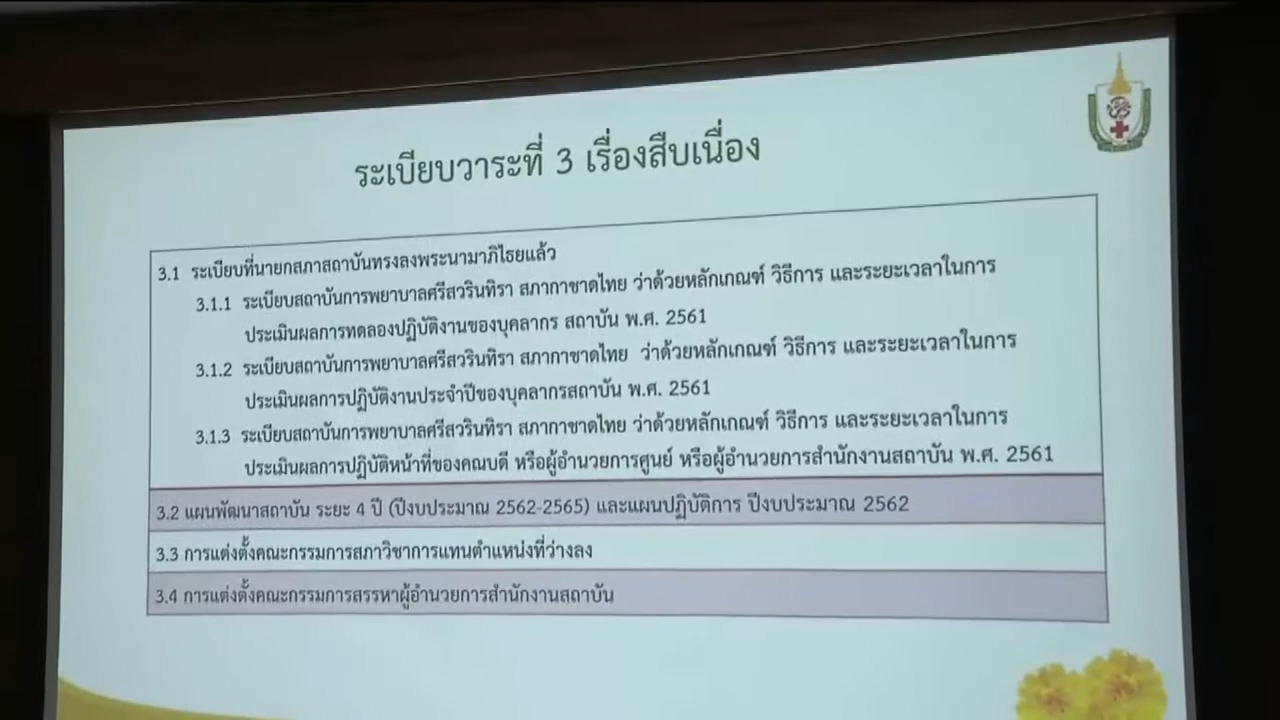 ระเบียบวาระที่ 3 เรื่องสืบเนื่อง
3.1 ระเบียบที่นายกสภาสถาบันทรงลงพระนามาภิไธยแล้ว
3.1.1 ระเบียบสถาบันการพยาบาลศรีสวรินทิรา สภากาชาดไทย ว่าด้วยหลักเกณฑ์ วิธีการ และระยะเวลาในการ
ประเมินผลการทดลองปฏิบัติงานของบุคลากร สถาบัน พ.ศ. 2561
3.1.2 ระเบียบสถาบันการพยาบาลศรีสวรินทิรา สภากาชาดไทย ว่าด้วยหลักเกณฑ์ วิธีการ และระยะเวลาในการ
ประเมินผลการปฏิบัติงานประจำปีของบุคลากรสถาบัน พ.ศ. 2561
3.1.3 ระเบียบสถาบันการพยาบาลศรีสวรินทิรา สภากาชาดไทย ว่าด้วยหลักเกณฑ์ วิธีการ และระยะเวลาในการ
ประเมินผลการปฏิบัติหน้าที่ของคณบดี หรือผู้อำนวยการศูนย์ หรือผู้อำนวยการสำนักงานสถาบัน พ.ศ. 2561
3.2 แผนพัฒนาสถาบัน ระยะ 4 ปี (ปีงบประมาณ 2562-2565) และแผนปฏิบัติการ ปีงบประมาณ 2562
3.3 การแต่งตั้งคณะกรรมการสภาวิชาการแทนตำแหน่งที่ว่างลง
3.4 การแต่งตั้งคณะกรรมการสรรหาผู้อำนวยการสำนักงานสถาบัน